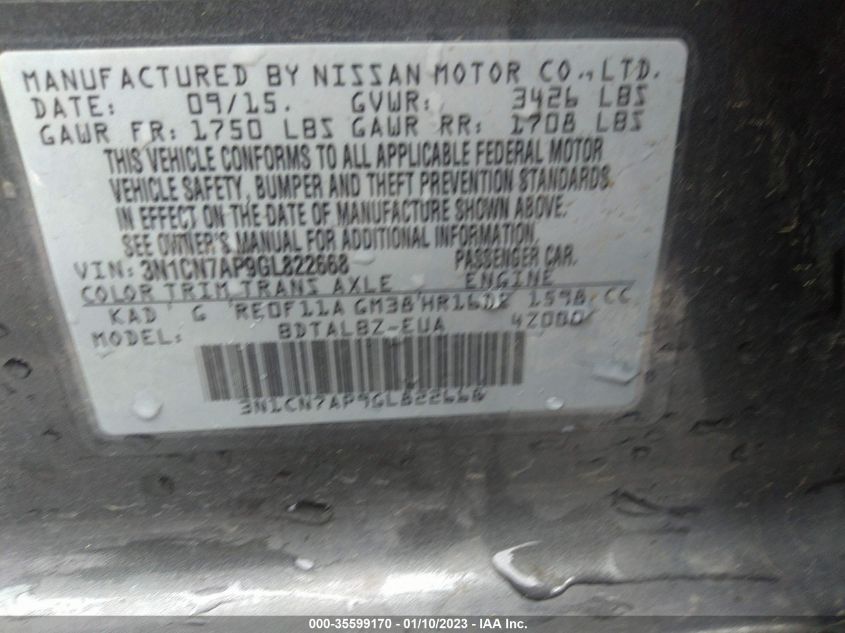 MANUFACTURED BY NISSAN MOTOR CO., LTD.
DATE: 09/15. GVWR: 3426 LBS
GAWR FR: 1750 LBS GAWR RR: 1708 LBS
THIS VEHICLE CONFORMS TO ALL APPLICABLE FEDERAL MOTOR
VEHICLE SAFETY, BUMPER AND THEFT PREVENTION STANDARDS
IN EFFECT ON THE DATE OF MANUFACTURE SHOWN ABOVE.
SEE OWNER'S MANUAL FOR ADDITIONAL INFORMATION.
VIN: 3N1CN7AP9GL822668 PASSENGER CAR.
COLOR TRIM TRANS AXLE ENGINE
KAD G RE0F11A GM38 HR16DE 1598 CC
MODEL: BDTALBZ-EUA
3N1CN7AP9GL822668
000-35599170 — 01/10/2023 — IAA Inc.